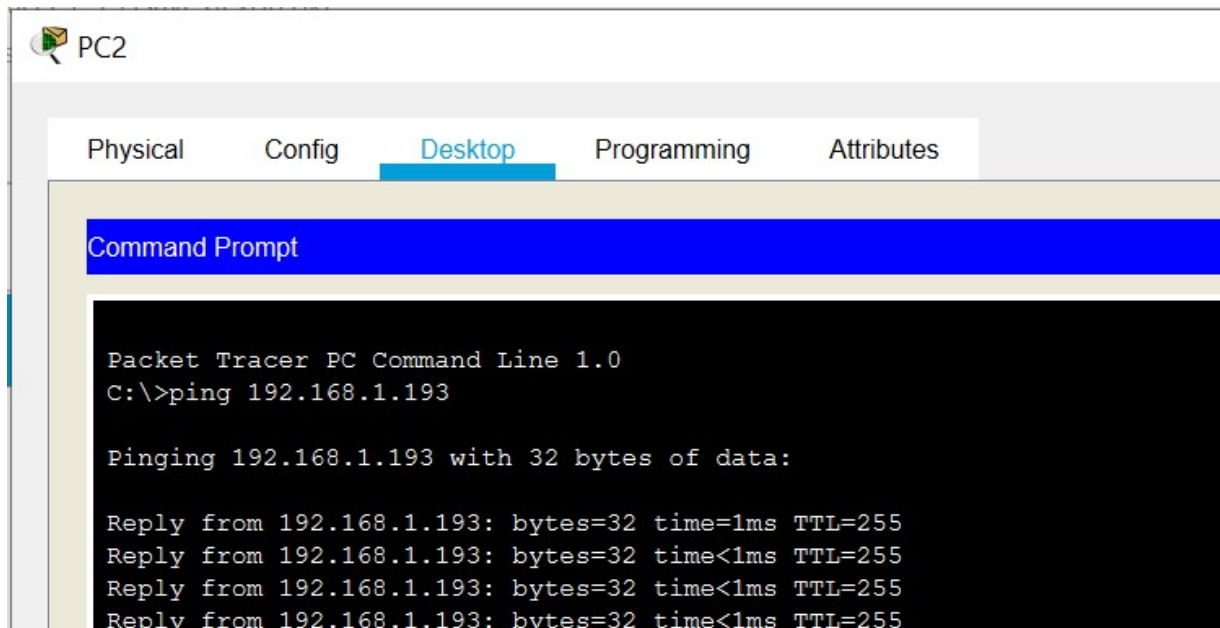 PC2
Physical Config Desktop Programming Attributes
Command Prompt
Packet Tracer PC Command Line 1.0
C:\>ping 192.168.1.193
Pinging 192.168.1.193 with 32 bytes of data:
Reply from 192.168.1.193: bytes=32 time=1ms TTL=255
Reply from 192.168.1.193: bytes=32 time<1ms TTL=255
Reply from 192.168.1.193: bytes=32 time<1ms TTL=255
Reply from 192.168.1.193: bytes=32 time<1ms TTL=255